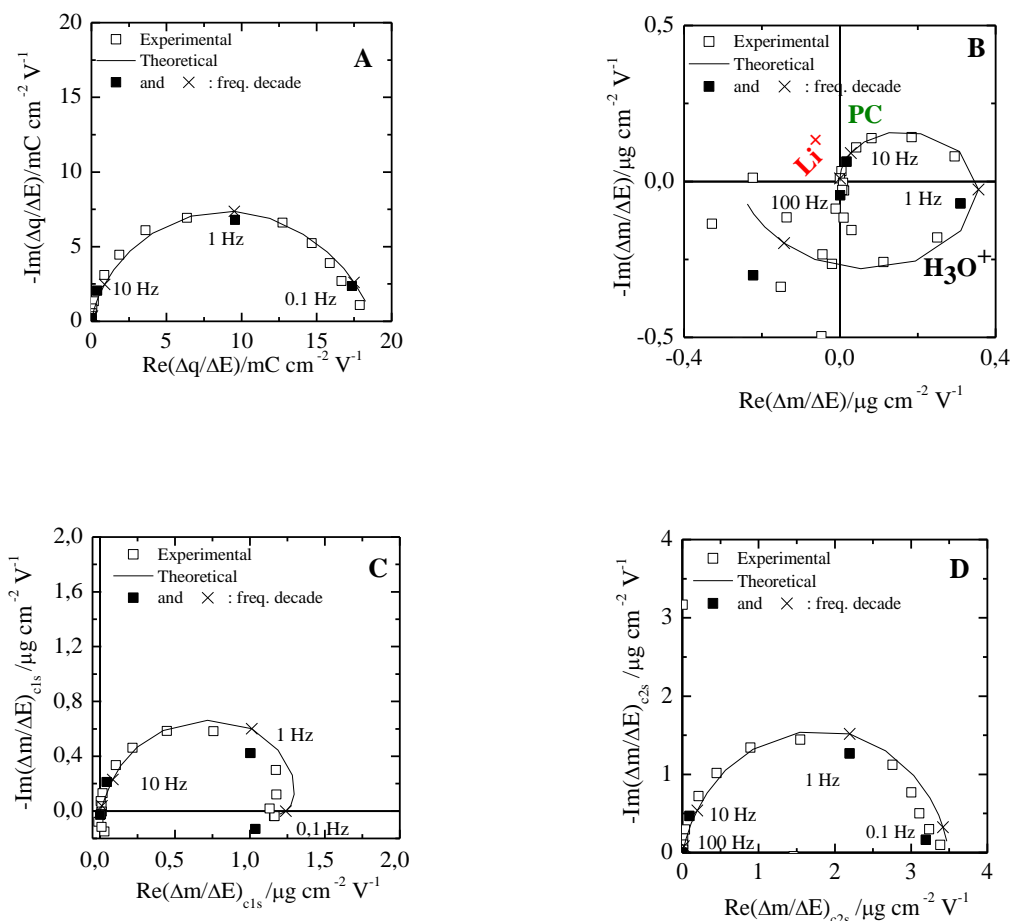 A
Experimental
Theoretical
and : freq. decade
20
15
10
5
0
-Im(Δq/ΔE)/mC cm-2 V-1
10 Hz
1 Hz
0.1 Hz
0 5 10 15 20
Re(Δq/ΔE)/mC cm-2 V-1
B
Experimental
Theoretical
and : freq. decade
0,5
0,0
-0,5
-Im(Δm/ΔE)/μg cm-2 V-1
PC
Li+
10 Hz
100 Hz
1 Hz
H3O+
-0,4 0,0 0,4
Re(Δm/ΔE)/μg cm-2 V-1
C
Experimental
Theoretical
and : freq. decade
2,0
1,6
1,2
0,8
0,4
0,0
-Im(Δm/ΔE)c1s /μg cm-2 V-1
1 Hz
10 Hz
0,1 Hz
0,0 0,5 1,0 1,5 2,0
Re(Δm/ΔE)c1s /μg cm-2 V-1
D
Experimental
Theoretical
and : freq. decade
4
3
2
1
0
-Im(Δm/ΔE)c2s /μg cm-2 V-1
1 Hz
10 Hz
100 Hz
0.1 Hz
0 1 2 3 4
Re(Δm/ΔE)c2s /μg cm-2 V-1